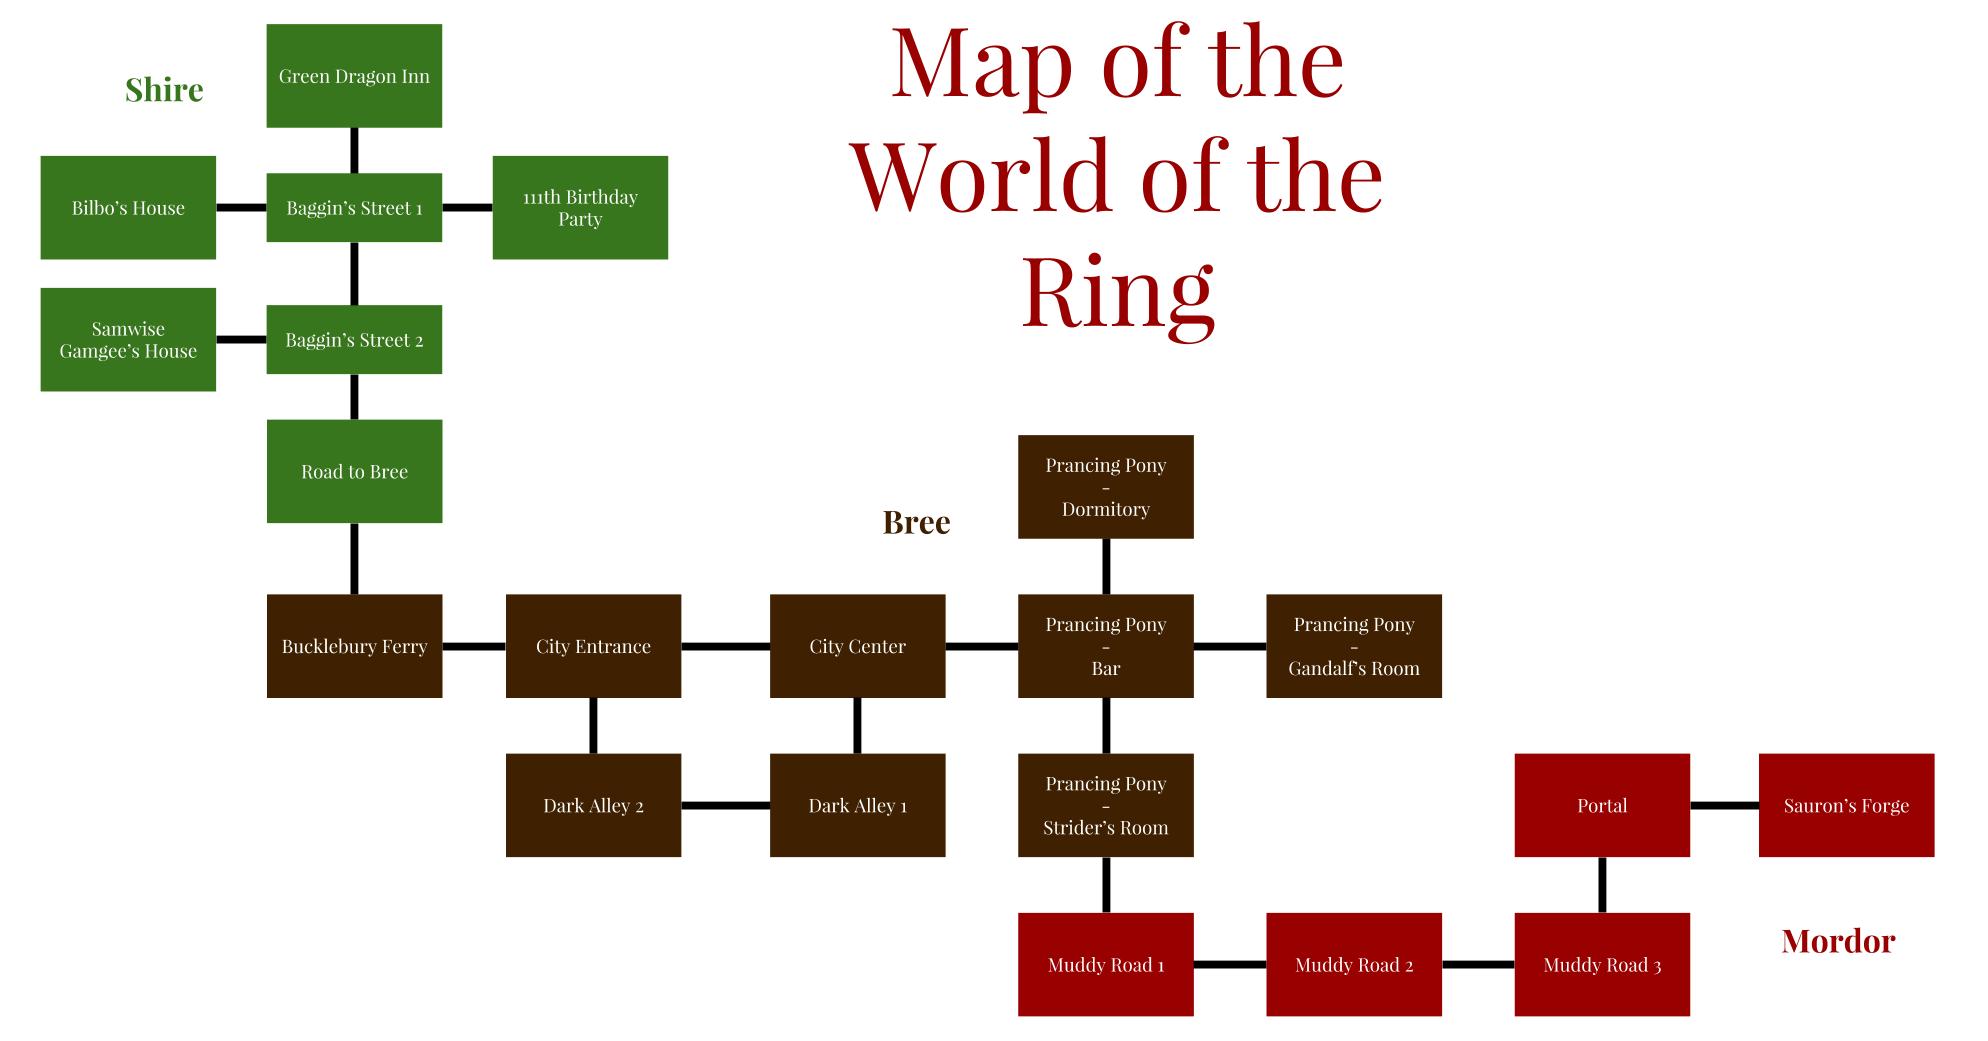 Map of the
World of the
Ring
Shire
Green Dragon Inn
Bilbo’s House
Baggin’s Street 1
111th Birthday
Party
Samwise
Gamgee’s House
Baggin’s Street 2
Road to Bree
Bree
Prancing Pony
-
Dormitory
Bucklebury Ferry
City Entrance
City Center
Prancing Pony
-
Bar
Prancing Pony
-
Gandalf’s Room
Dark Alley 2
Dark Alley 1
Prancing Pony
-
Strider’s Room
Portal
Sauron’s Forge
Muddy Road 1
Muddy Road 2
Muddy Road 3
Mordor